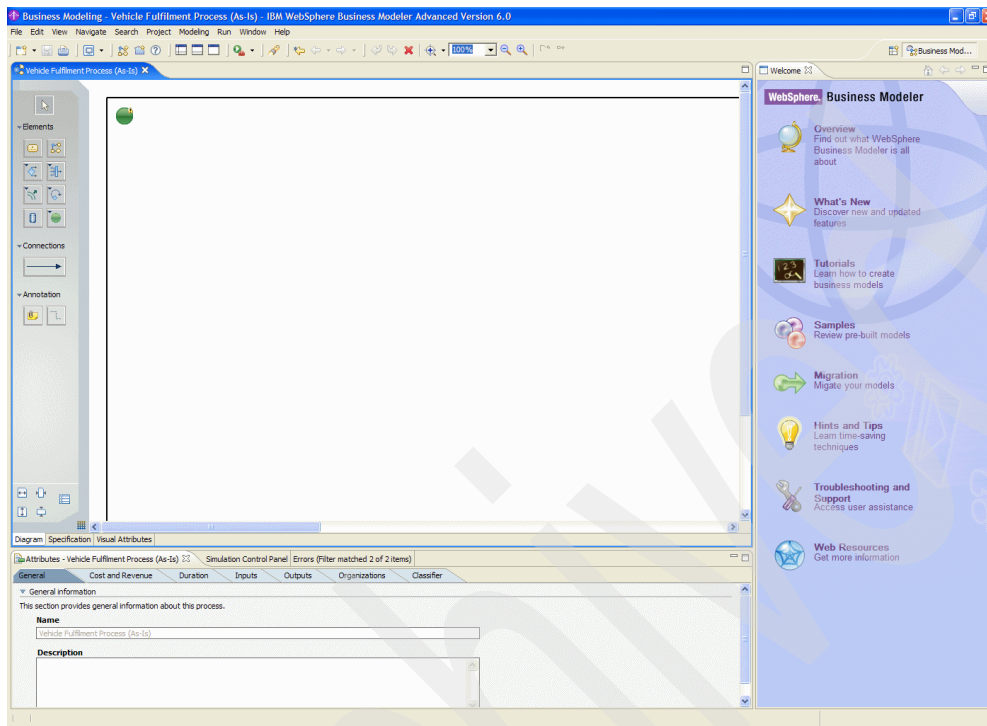 Business Modeling - Vehicle Fulfilment Process (As-Is) - IBM WebSphere Business Modeler Advanced Version 6.0
File Edit View Navigate Search Project Modeling Run Window Help
100%
Business Mod...
Vehicle Fulfilment Process (As-Is)
Welcome
WebSphere. Business Modeler
Elements
Connections
Annotation
Overview
Find out what WebSphere
Business Modeler is all
about
What's New
Discover new and updated
features
Tutorials
Learn how to create
business models
Samples
Review pre-built models
Migration
Migate your models
Hints and Tips
Learn time-saving
techniques
Troubleshooting and
Support
Access user assistance
Web Resources
Get more information
Diagram Specification Visual Attributes
Attributes - Vehicle Fulfilment Process (As-Is) Simulation Control Panel Errors (Filter matched 2 of 2 items)
General Cost and Revenue Duration Inputs Outputs Organizations Classifier
General information
This section provides general information about this process.
Name
Vehicle Fulfilment Process (As-Is)
Description